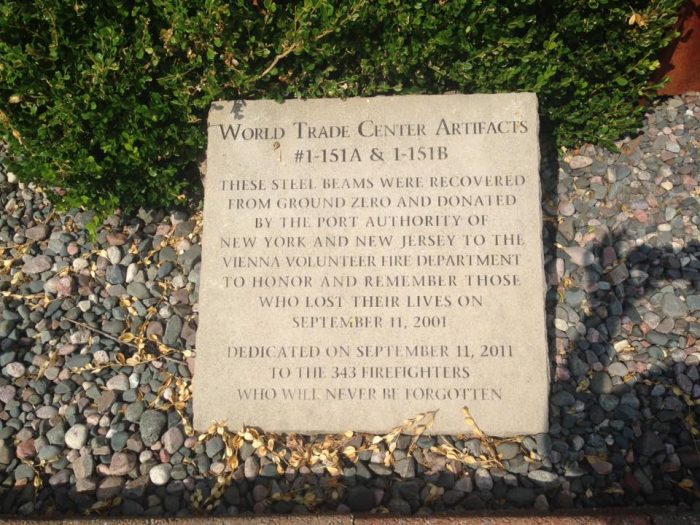 World Trade Center Artifacts
#1-151A & 1-151B
THESE STEEL BEAMS WERE RECOVERED
FROM GROUND ZERO AND DONATED
BY THE PORT AUTHORITY OF
NEW YORK AND NEW JERSEY TO THE
VIENNA VOLUNTEER FIRE DEPARTMENT
TO HONOR AND REMEMBER THOSE
WHO LOST THEIR LIVES ON
SEPTEMBER 11, 2001
DEDICATED ON SEPTEMBER 11, 2011
TO THE 343 FIREFIGHTERS
WHO WILL NEVER BE FORGOTTEN